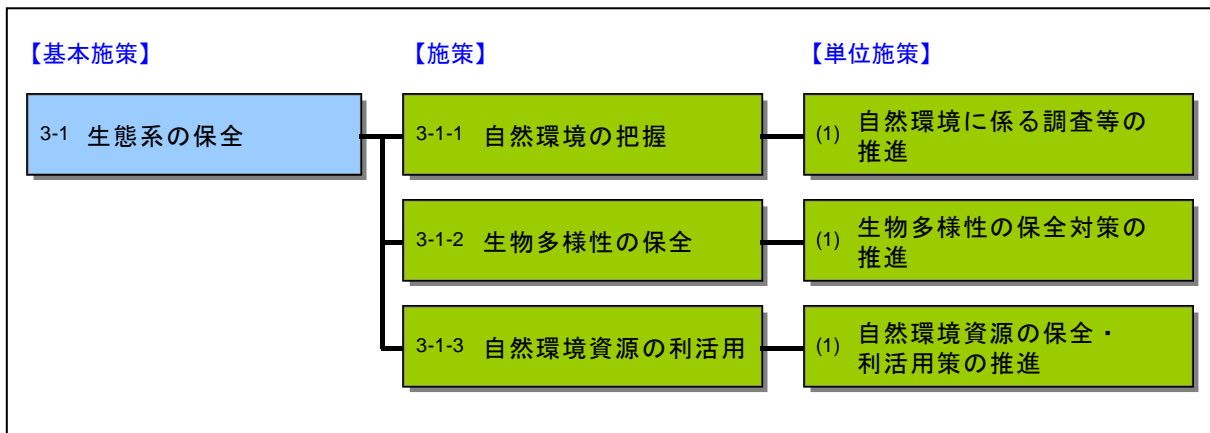 【基本施策】 【施策】 【単位施策】
3-1 生態系の保全
3-1-1 自然環境の把握
(1) 自然環境に係る調査等の
推進
3-1-2 生物多様性の保全
(1) 生物多様性の保全対策の
推進
3-1-3 自然環境資源の利活用
(1) 自然環境資源の保全・
利活用策の推進